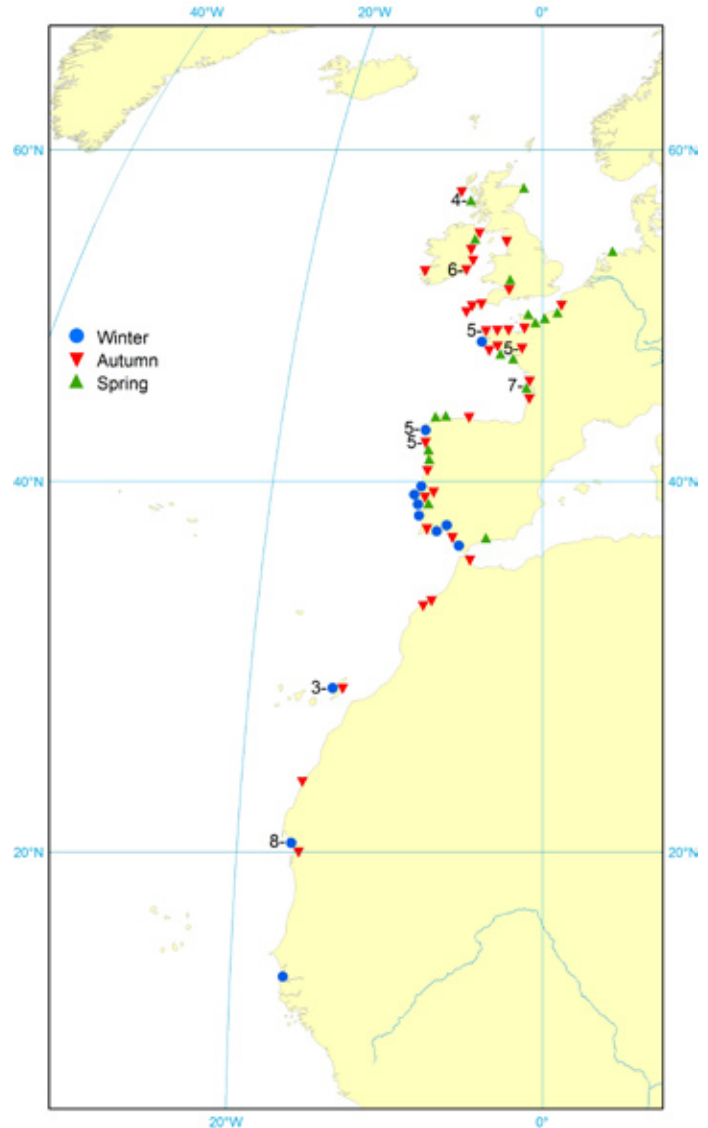 40°W 20°W 0°
60°N 60°N
4-
6-
Winter
5-
Autumn
5-
Spring
7-
5-
5-
40°N 40°N
3-
8-
20°N 20°N
20°W 0°